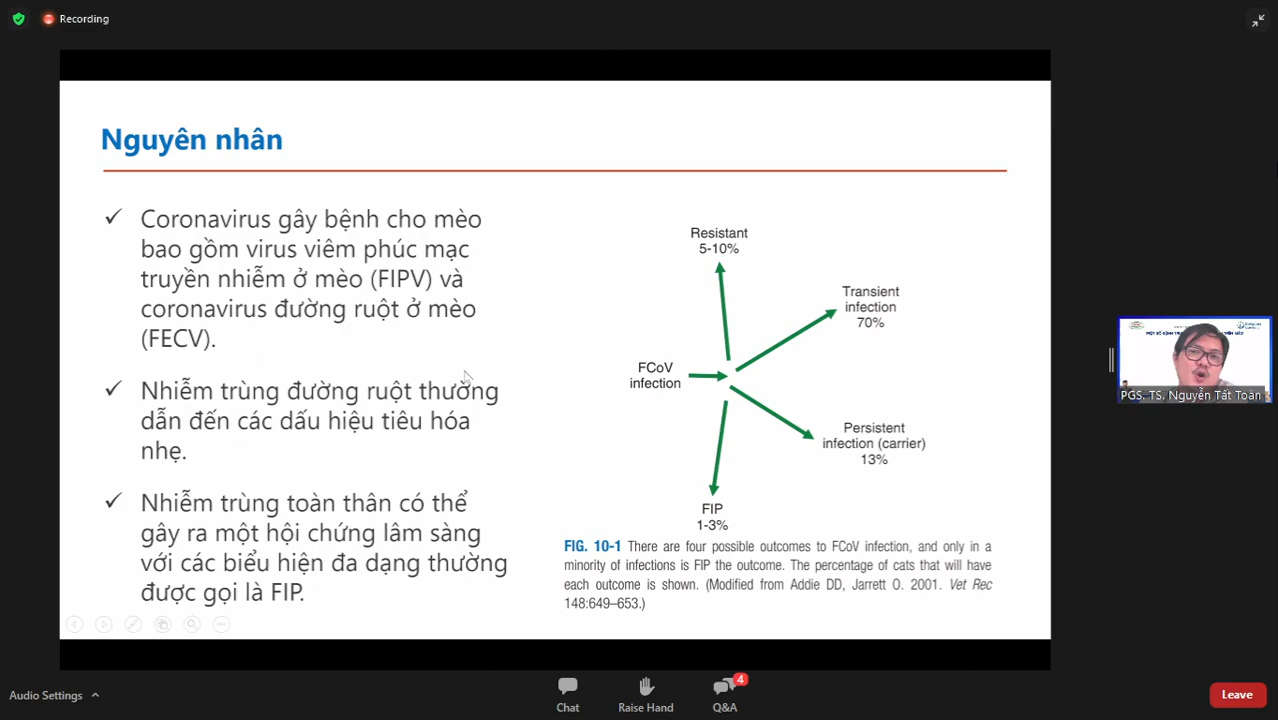 Recording
Nguyên nhân
✓ Coronavirus gây bệnh cho mèo
bao gồm virus viêm phúc mạc
truyền nhiễm ở mèo (FIPV) và
coronavirus đường ruột ở mèo
(FECV).
✓ Nhiễm trùng đường ruột thường
dẫn đến các dấu hiệu tiêu hóa
nhẹ.
✓ Nhiễm trùng toàn thân có thể
gây ra một hội chứng lâm sàng
với các biểu hiện đa dạng thường
được gọi là FIP.
Resistant
5-10%
Transient
infection
70%
FCoV
infection
Persistent
infection (carrier)
13%
FIP
1-3%
FIG. 10-1 There are four possible outcomes to FCoV infection, and only in a
minority of infections is FIP the outcome. The percentage of cats that will have
each outcome is shown. (Modified from Addie DD, Jarrett O. 2001. Vet Rec
148:649–653.)
PGS. TS. Nguyễn Tất Toàn
Audio Settings
Chat
Raise Hand
4
Q&A
Leave